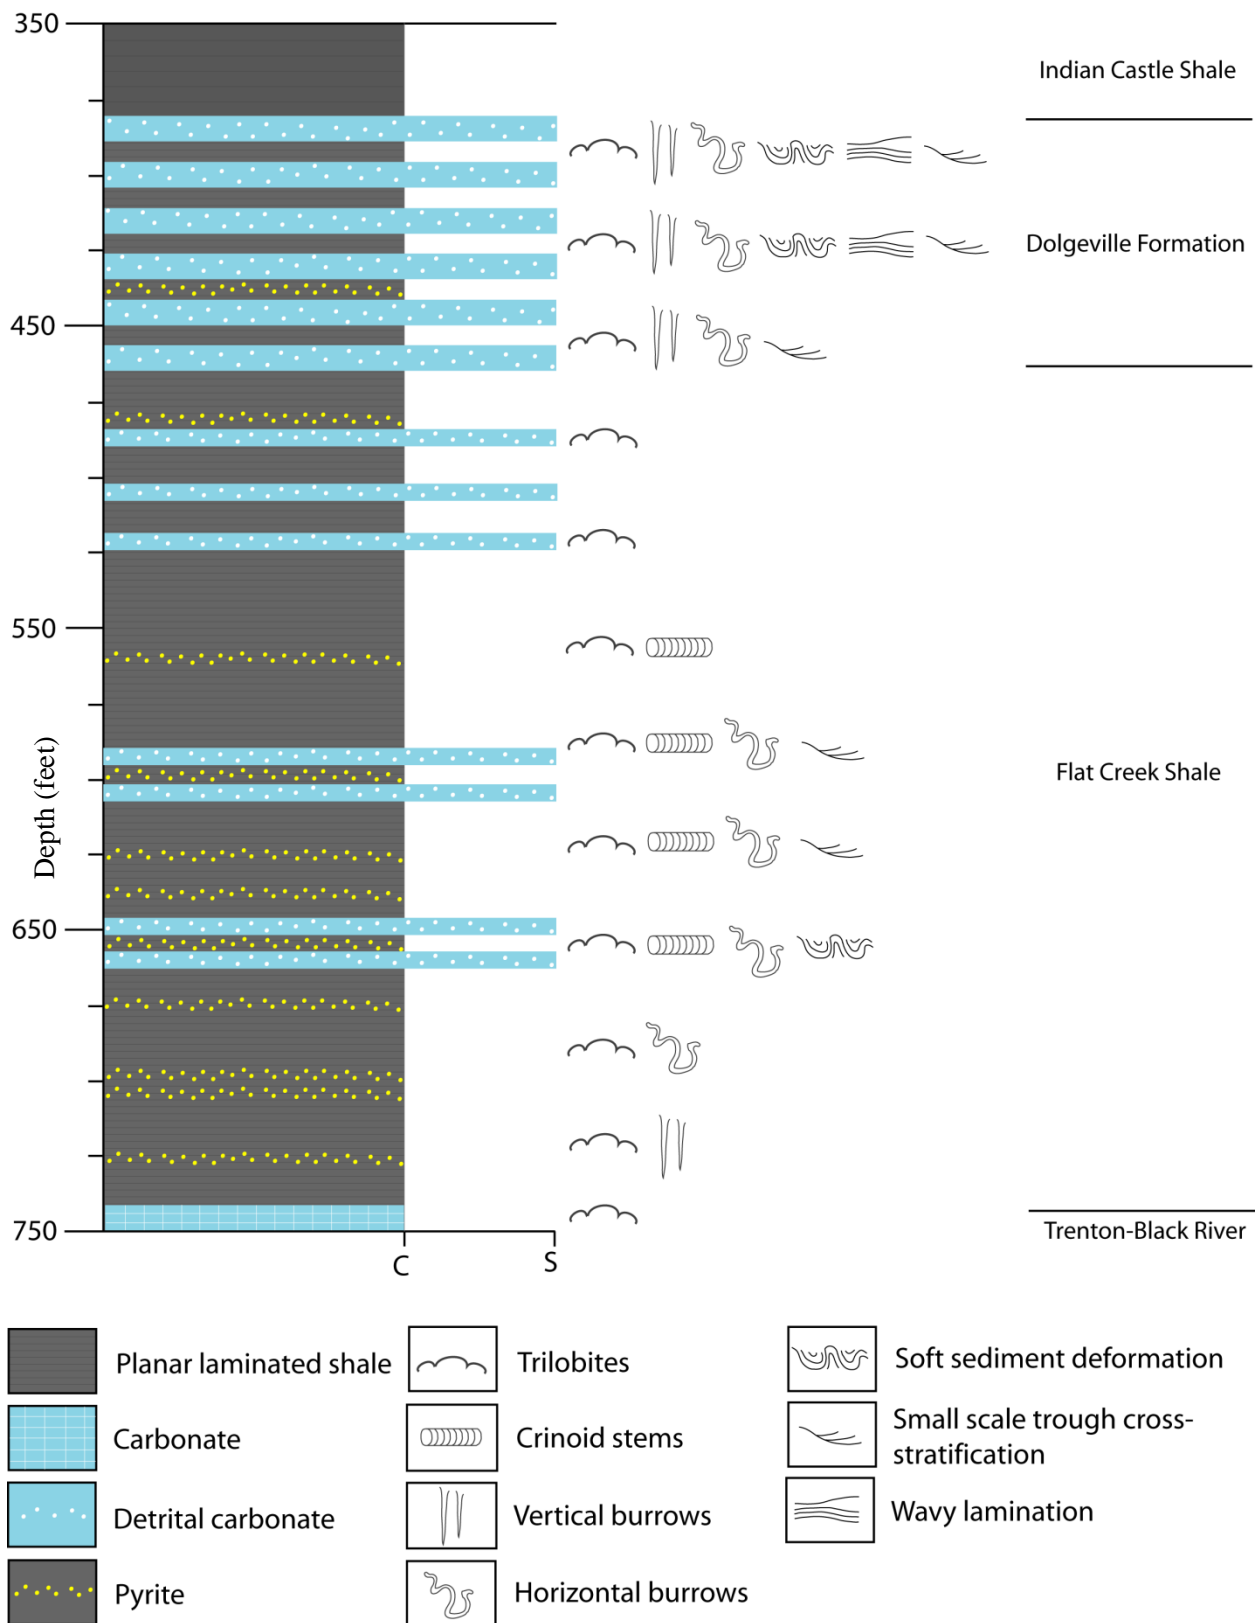 350
Indian Castle Shale
Dolgeville Formation
450
550
Depth (feet)
Flat Creek Shale
650
750
Trenton-Black River
C
S
Planar laminated shale
Trilobites
Soft sediment deformation
Carbonate
Crinoid stems
Small scale trough cross-
stratification
Detrital carbonate
Vertical burrows
Wavy lamination
Pyrite
Horizontal burrows